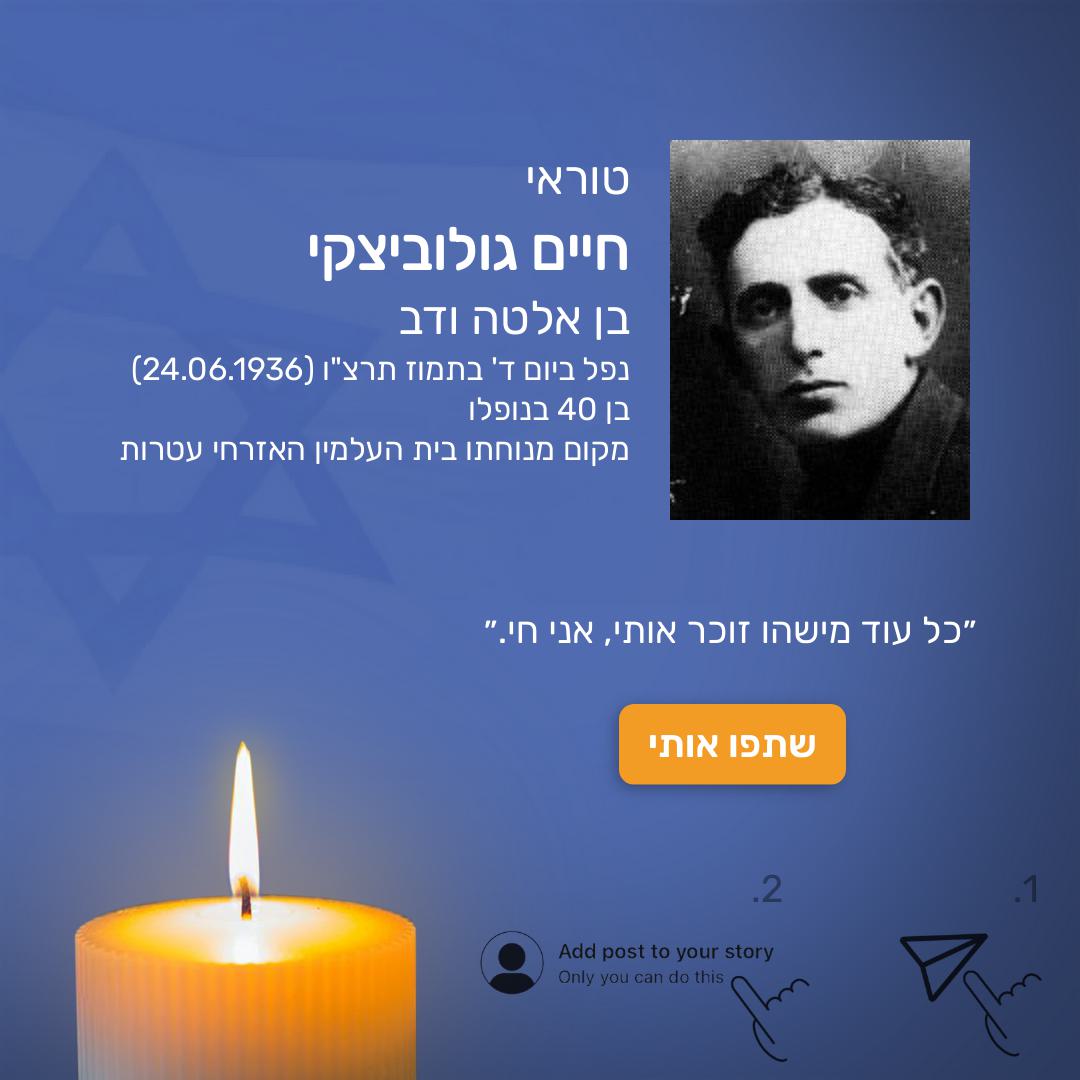 טוראי
חיים גולוביצקי
בן אלטה ודב
נפל ביום ד' בתמוז תרצ"ו (24.06.1936)
בן 40 בנופלו
מקום מנוחתו בית העלמין האזרחי עטרות
״כל עוד מישהו זוכר אותי, אני חי.״
שתפו אותי
.1
.2
Add post to your story
Only you can do this